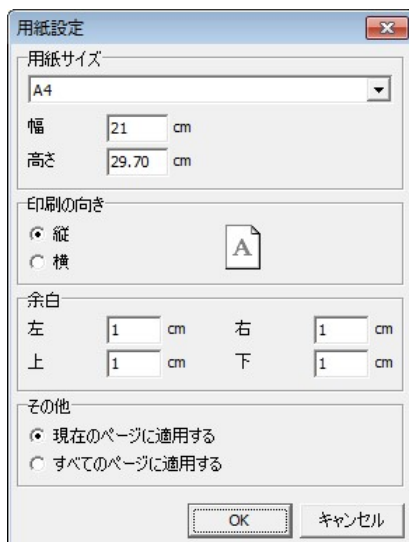 用紙設定
用紙サイズ
A4
幅 21 cm
高さ 29.70 cm
印刷の向き
縦
横
A
余白
左 1 cm 右 1 cm
上 1 cm 下 1 cm
その他
現在のページに適用する
すべてのページに適用する
OK キャンセル